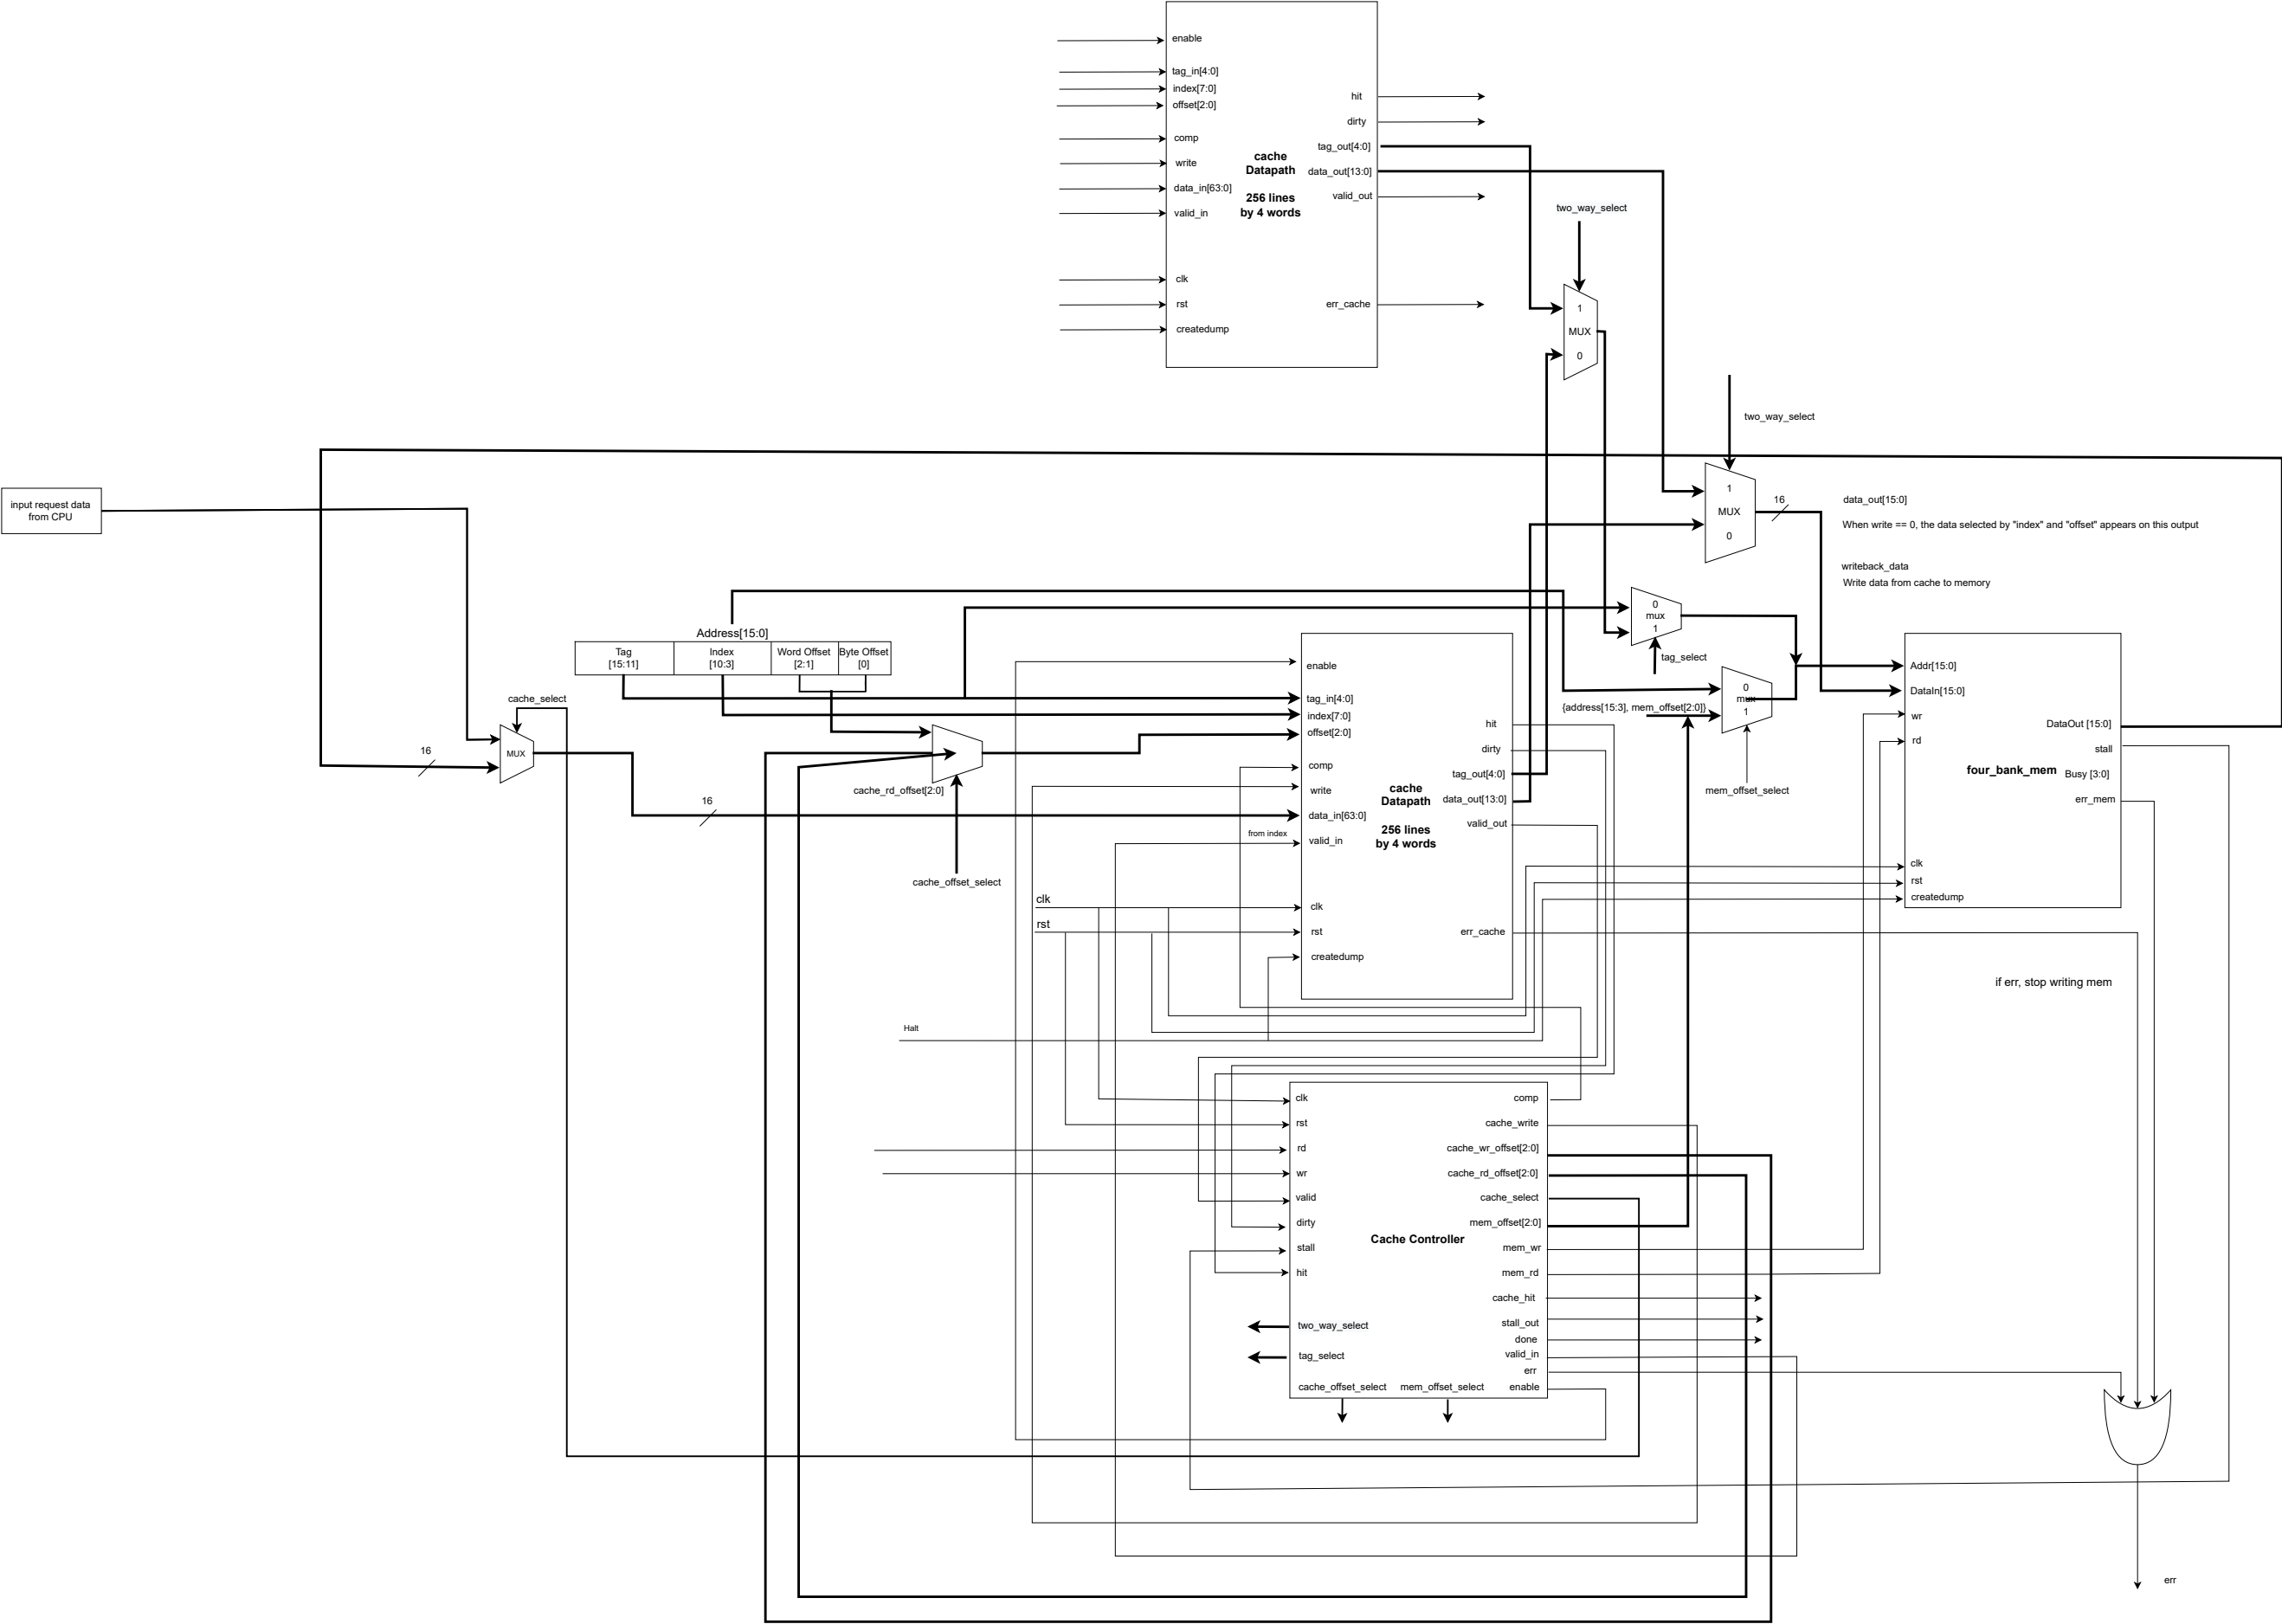 enable
tag_in[4:0]
index[7:0]
offset[2:0]
comp
write
data_in[63:0]
valid_in
clk
rst
createdump
cache
Datapath
256 lines
by 4 words
hit
dirty
tag_out[4:0]
data_out[13:0]
valid_out
err_cache
two_way_select
1
MUX
0
two_way_select
1
MUX
0
16
data_out[15:0]
When write == 0, the data selected by "index" and "offset" appears on this output
writeback_data
Write data from cache to memory
input request data
from CPU
Address[15:0]
Tag
[15:11]
Index
[10:3]
Word Offset
[2:1]
Byte Offset
[0]
cache_select
MUX
16
16
cache_rd_offset[2:0]
cache_offset_select
0
mux
1
tag_select
0
mux
1
{address[15:3], mem_offset[2:0]}
mem_offset_select
enable
tag_in[4:0]
index[7:0]
offset[2:0]
comp
write
data_in[63:0]
from index
valid_in
clk
clk
rst
rst
createdump
cache
Datapath
256 lines
by 4 words
hit
dirty
tag_out[4:0]
data_out[13:0]
valid_out
err_cache
Addr[15:0]
DataIn[15:0]
wr
rd
clk
rst
createdump
four_bank_mem
DataOut [15:0]
stall
Busy [3:0]
err_mem
if err, stop writing mem
Halt
clk
rst
rd
wr
valid
dirty
stall
hit
two_way_select
tag_select
cache_offset_select
mem_offset_select
Cache Controller
comp
cache_write
cache_wr_offset[2:0]
cache_rd_offset[2:0]
cache_select
mem_offset[2:0]
mem_wr
mem_rd
cache_hit
stall_out
done
valid_in
err
enable
err